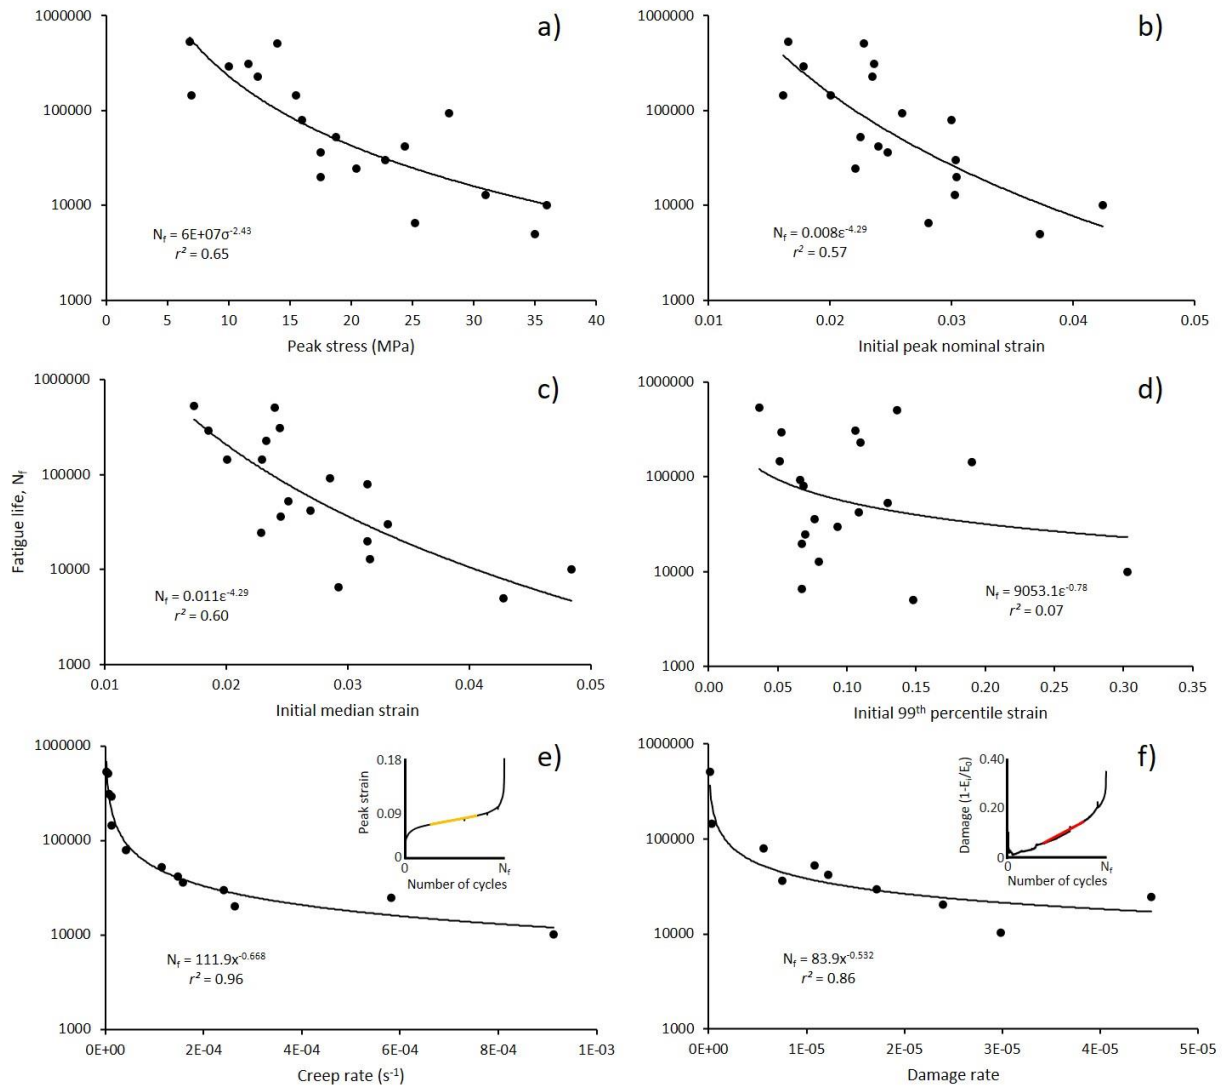 a)
1000000
100000
10000
1000
0 5 10 15 20 25 30 35 40
Peak stress (MPa)
N_f = 6E+07σ^-2.43
r² = 0.65
b)
1000000
100000
10000
1000
0.01 0.02 0.03 0.04 0.05
Initial peak nominal strain
N_f = 0.008ε^-4.29
r² = 0.57
Fatigue life, N_f
c)
1000000
100000
10000
1000
0.01 0.02 0.03 0.04 0.05
Initial median strain
N_f = 0.011ε^-4.29
r² = 0.60
d)
1000000
100000
10000
1000
0.00 0.05 0.10 0.15 0.20 0.25 0.30 0.35
Initial 99th percentile strain
N_f = 9053.1ε^-0.78
r² = 0.07
e)
1000000
100000
10000
1000
0E+00 2E-04 4E-04 6E-04 8E-04 1E-03
Creep rate (s^-1)
N_f = 111.9x^-0.668
r² = 0.96
Peak strain
0.18
0.09
0
0 N_f
Number of cycles
f)
1000000
100000
10000
1000
0E+00 1E-05 2E-05 3E-05 4E-05 5E-05
Damage rate
N_f = 83.9x^-0.532
r² = 0.86
Damage (1-E_i/E_0)
0.40
0.20
0
0 N_f
Number of cycles